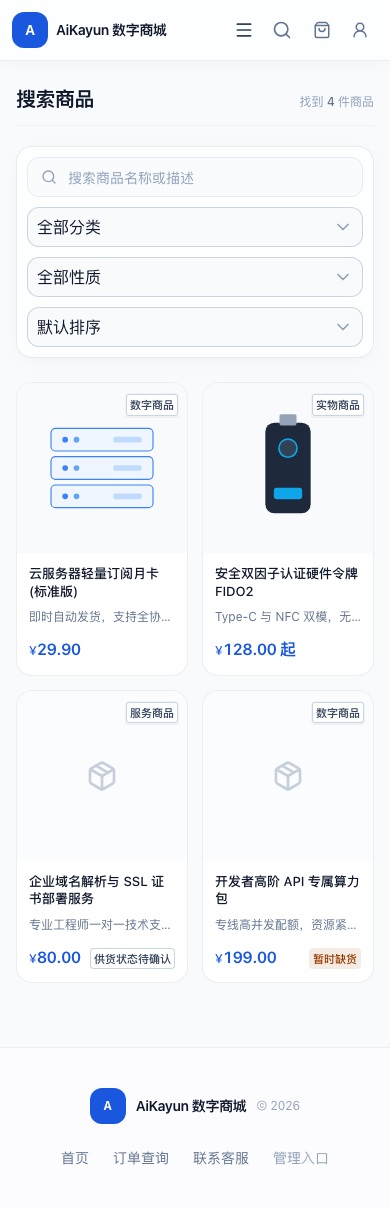 A AiKayun 数字商城
搜索商品
找到 4 件商品
搜索商品名称或描述
全部分类
全部性质
默认排序
数字商品
云服务器轻量订阅月卡
(标准版)
即时自动发货，支持全协...
¥29.90
实物商品
安全双因子认证硬件令牌
FIDO2
Type-C 与 NFC 双模，无...
¥128.00 起
服务商品
企业域名解析与 SSL 证
书部署服务
专业工程师一对一技术支...
¥80.00 供货状态待确认
数字商品
开发者高阶 API 专属算力
包
专线高并发配额，资源紧...
¥199.00 暂时缺货
A AiKayun 数字商城 © 2026
首页 订单查询 联系客服 管理入口